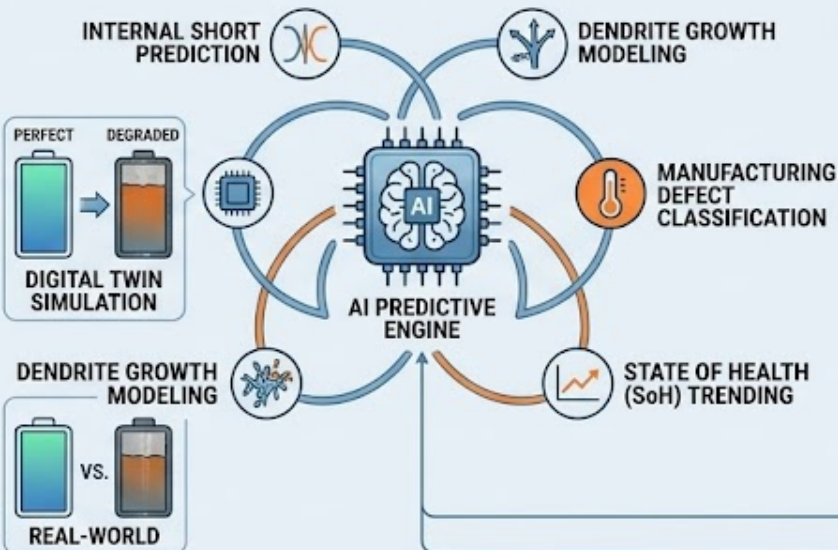 INTERNAL SHORT
PREDICTION
DENDRITE GROWTH
MODELING
PERFECT
DEGRADED
DIGITAL TWIN
SIMULATION
AI
AI PREDICTIVE
ENGINE
MANUFACTURING
DEFECT
CLASSIFICATION
DENDRITE GROWTH
MODELING
STATE OF HEALTH
(SoH) TRENDING
VS.
REAL-WORLD